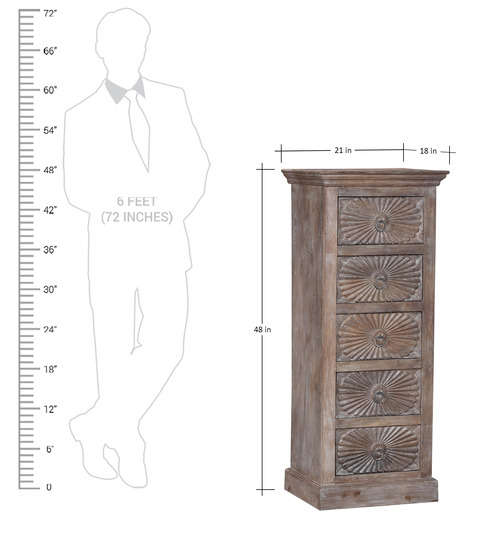 72"
66"
60"
54"
48"
42"
36"
30"
24"
18"
12"
6"
0
6 FEET
(72 INCHES)
21 in
18 in
48 in